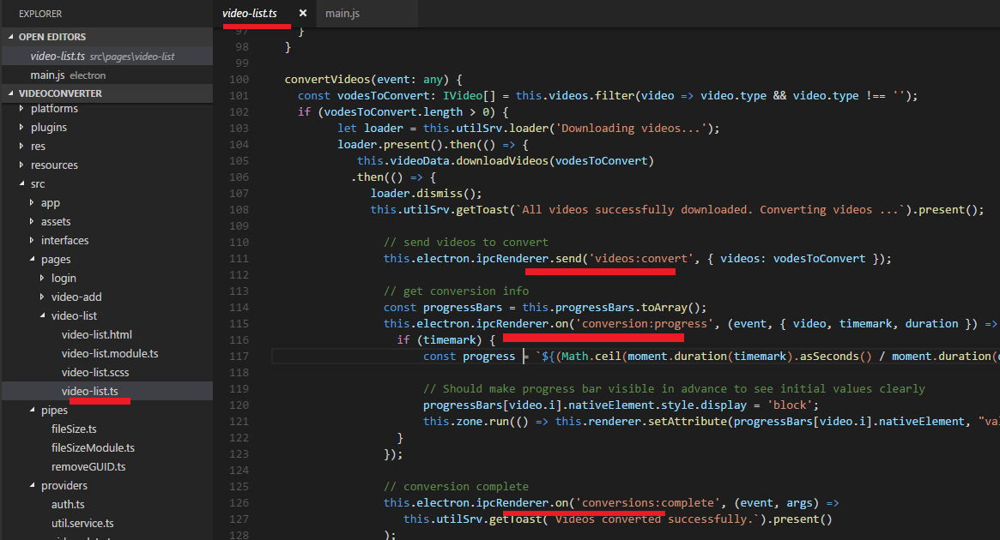 EXPLORER
OPEN EDITORS
video-list.ts src\pages\video-list
main.js electron
VIDEOCONVERTER
platforms
plugins
res
resources
src
app
assets
interfaces
pages
login
video-add
video-list
video-list.html
video-list.module.ts
video-list.scss
video-list.ts
pipes
fileSize.ts
fileSizeModule.ts
removeGUID.ts
providers
auth.ts
util.service.ts
video-list.ts × main.js
97 }
98 }
99
100 convertVideos(event: any) {
101 const vodesToConvert: IVideo[] = this.videos.filter(video => video.type && video.type !== '');
102 if (vodesToConvert.length > 0) {
103 let loader = this.utilSrv.loader('Downloading videos...');
104 loader.present().then(() => {
105 this.videoData.downloadVideos(vodesToConvert)
106 .then(() => {
107 loader.dismiss();
108 this.utilSrv.getToast(`All videos successfully downloaded. Converting videos ...`).present();
109
110 // send videos to convert
111 this.electron.ipcRenderer.send('videos:convert', { videos: vodesToConvert });
112
113 // get conversion info
114 const progressBars = this.progressBars.toArray();
115 this.electron.ipcRenderer.on('conversion:progress', (event, { video, timemark, duration }) =>
116 if (timemark) {
117 const progress = `${(Math.ceil(moment.duration(timemark).asSeconds() / moment.duration(
118
119 // Should make progress bar visible in advance to see initial values clearly
120 progressBars[video.i].nativeElement.style.display = 'block';
121 this.zone.run(() => this.renderer.setAttribute(progressBars[video.i].nativeElement, "va
122 }
123 });
124
125 // conversion complete
126 this.electron.ipcRenderer.on('conversions:complete', (event, args) =>
127 this.utilSrv.getToast(`Videos converted successfully.`).present()
128 );